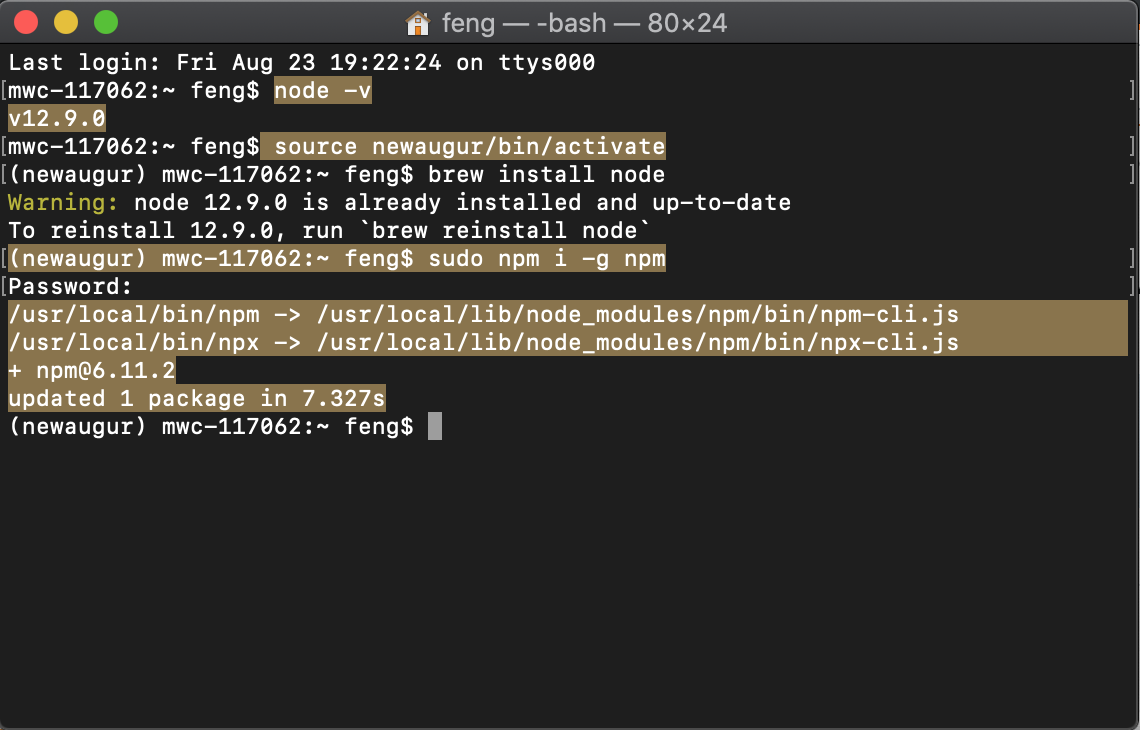 feng — -bash — 80×24
Last login: Fri Aug 23 19:22:24 on ttys000
[mwc-117062:~ feng$ node -v ]
v12.9.0
[mwc-117062:~ feng$ source newaugur/bin/activate ]
[(newaugur) mwc-117062:~ feng$ brew install node ]
Warning: node 12.9.0 is already installed and up-to-date
To reinstall 12.9.0, run `brew reinstall node`
[(newaugur) mwc-117062:~ feng$ sudo npm i -g npm ]
[Password: ]
/usr/local/bin/npm -> /usr/local/lib/node_modules/npm/bin/npm-cli.js
/usr/local/bin/npx -> /usr/local/lib/node_modules/npm/bin/npx-cli.js
+ npm@6.11.2
updated 1 package in 7.327s
(newaugur) mwc-117062:~ feng$